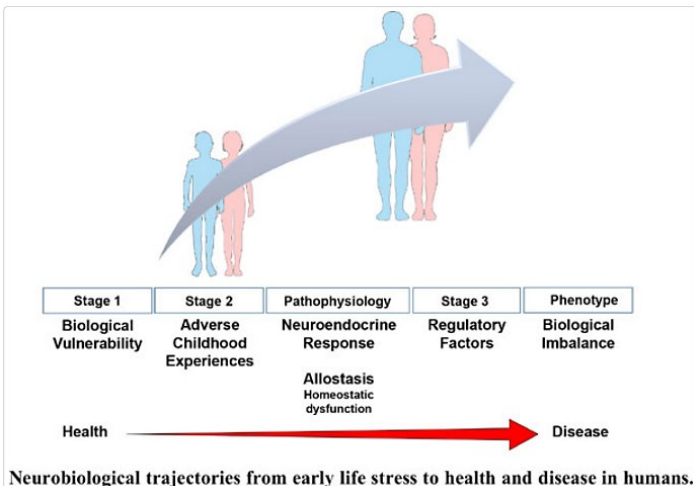 Stage 1 Stage 2 Pathophysiology Stage 3 Phenotype
Biological Adverse Neuroendocrine Regulatory Biological
Vulnerability Childhood Response Factors Imbalance
Experiences
Allostasis
Homeostatic
dysfunction
Health Disease
Neurobiological trajectories from early life stress to health and disease in humans.